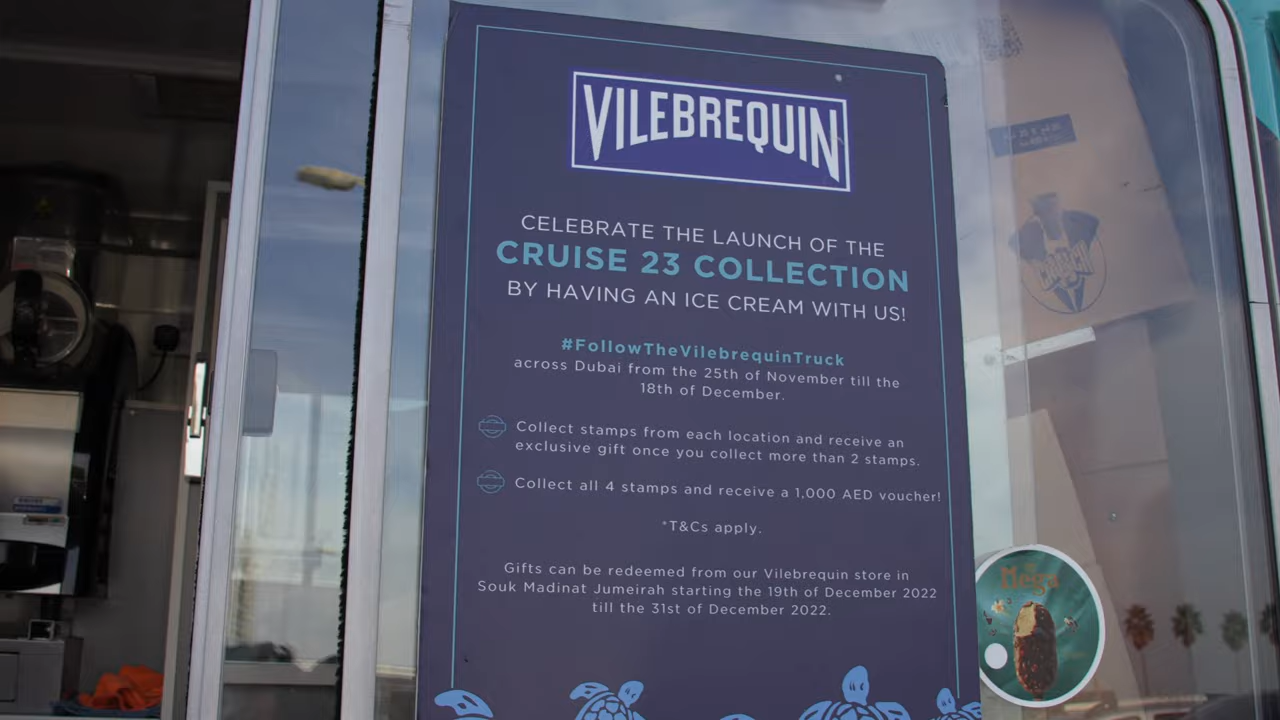 VILEBREQUIN
CELEBRATE THE LAUNCH OF THE
CRUISE 23 COLLECTION
BY HAVING AN ICE CREAM WITH US!
#FollowTheVilebrequinTruck
across Dubai from the 25th of November till the
18th of December.
Collect stamps from each location and receive an
exclusive gift once you collect more than 2 stamps.
Collect all 4 stamps and receive a 1,000 AED voucher!
*T&Cs apply.
Gifts can be redeemed from our Vilebrequin store in
Souk Madinat Jumeirah starting the 19th of December 2022
till the 31st of December 2022.
Mega